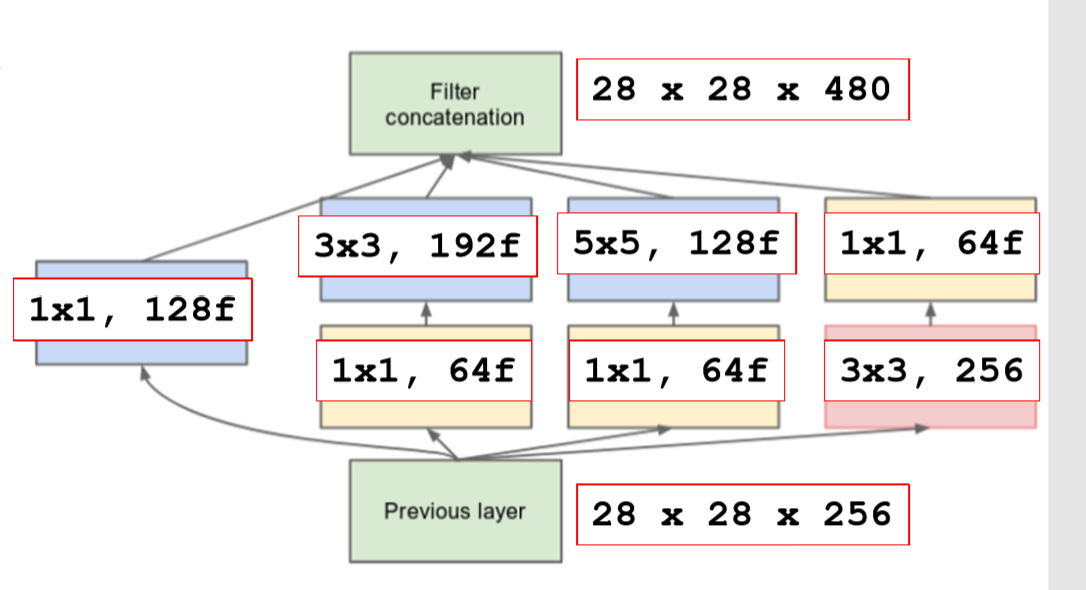 Filter
concatenation
28 x 28 x 480
3x3, 192f
5x5, 128f
1x1, 64f
1x1, 128f
1x1, 64f
1x1, 64f
3x3, 256
Previous layer
28 x 28 x 256